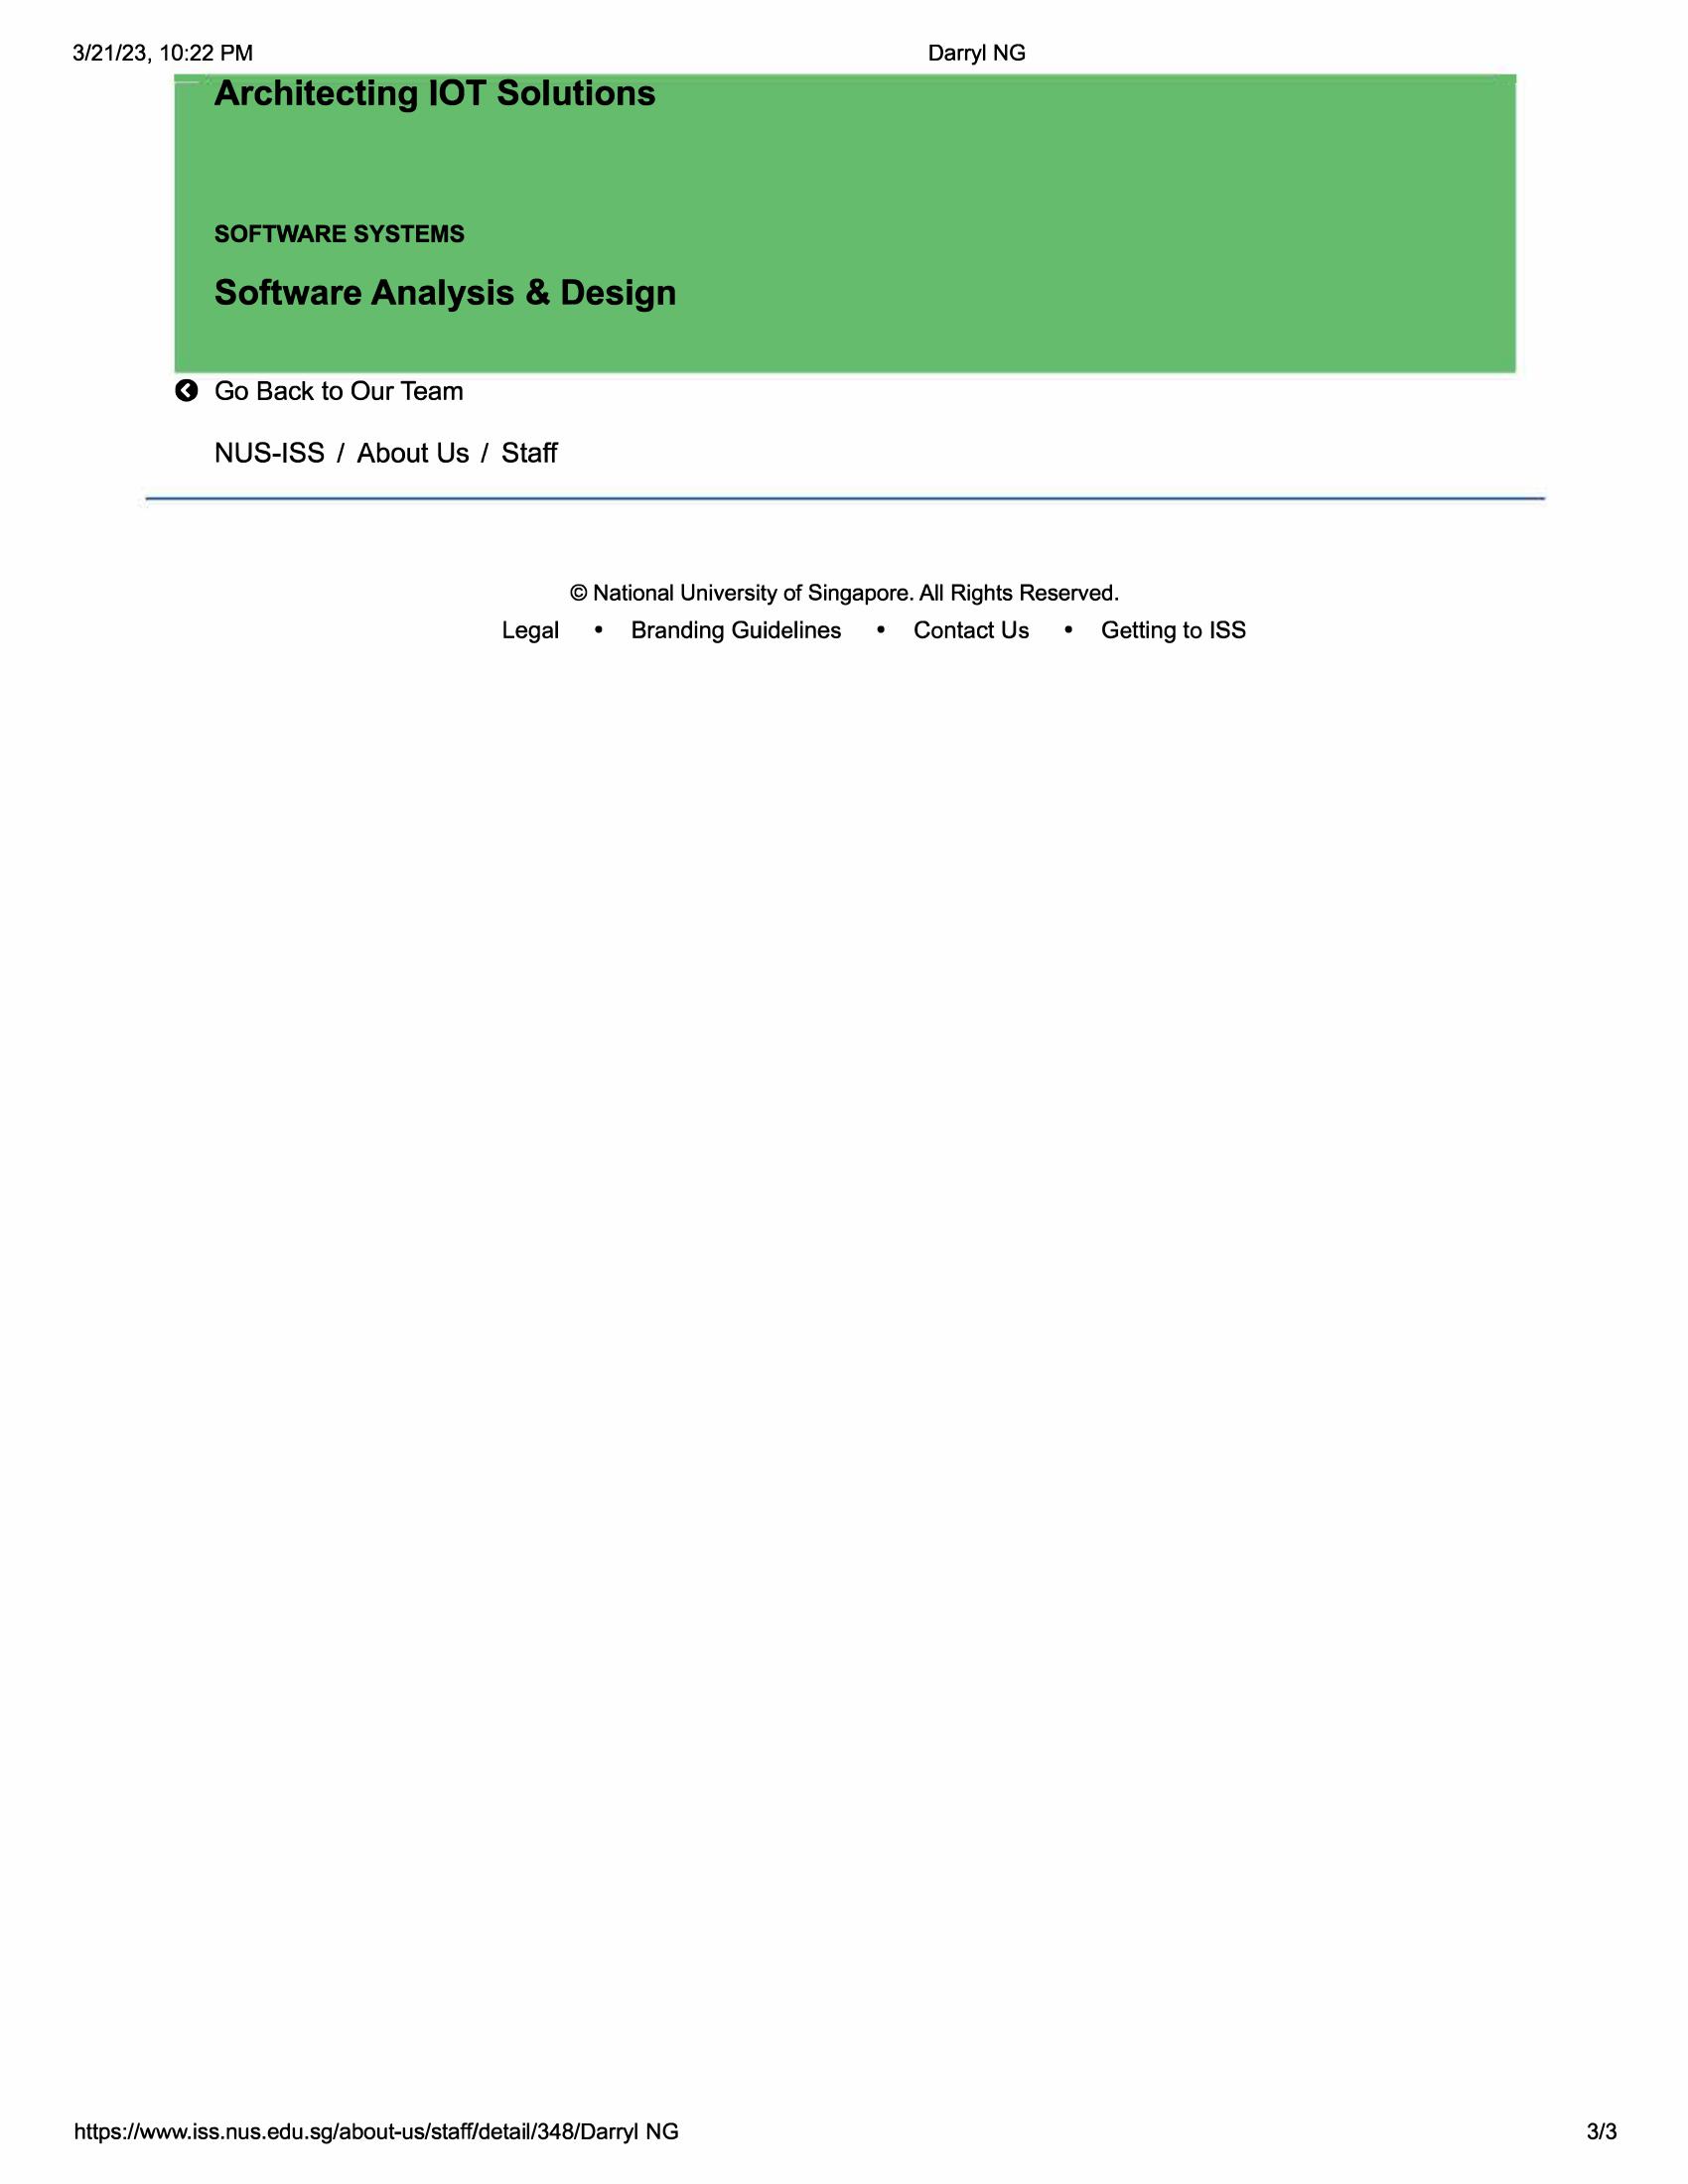 3/21/23, 10:22 PM Darryl NG
Architecting IOT Solutions
SOFTWARE SYSTEMS
Software Analysis & Design
Go Back to Our Team
NUS-ISS / About Us / Staff
© National University of Singapore. All Rights Reserved.
Legal • Branding Guidelines • Contact Us • Getting to ISS
https://www.iss.nus.edu.sg/about-us/staff/detail/348/Darryl NG 3/3